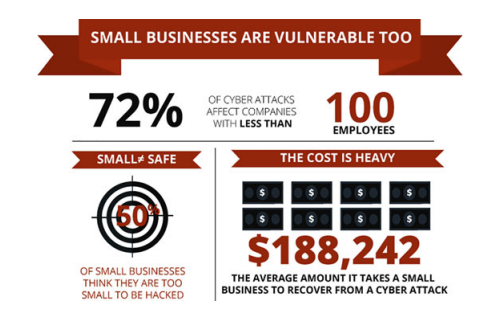 SMALL BUSINESSES ARE VULNERABLE TOO
72%
OF CYBER ATTACKS
AFFECT COMPANIES
WITH LESS THAN
100
EMPLOYEES
SMALL≠ SAFE
50%
OF SMALL BUSINESSES
THINK THEY ARE TOO
SMALL TO BE HACKED
THE COST IS HEAVY
$ $ $ $
$ $ $ $
$188,242
THE AVERAGE AMOUNT IT TAKES A SMALL
BUSINESS TO RECOVER FROM A CYBER ATTACK